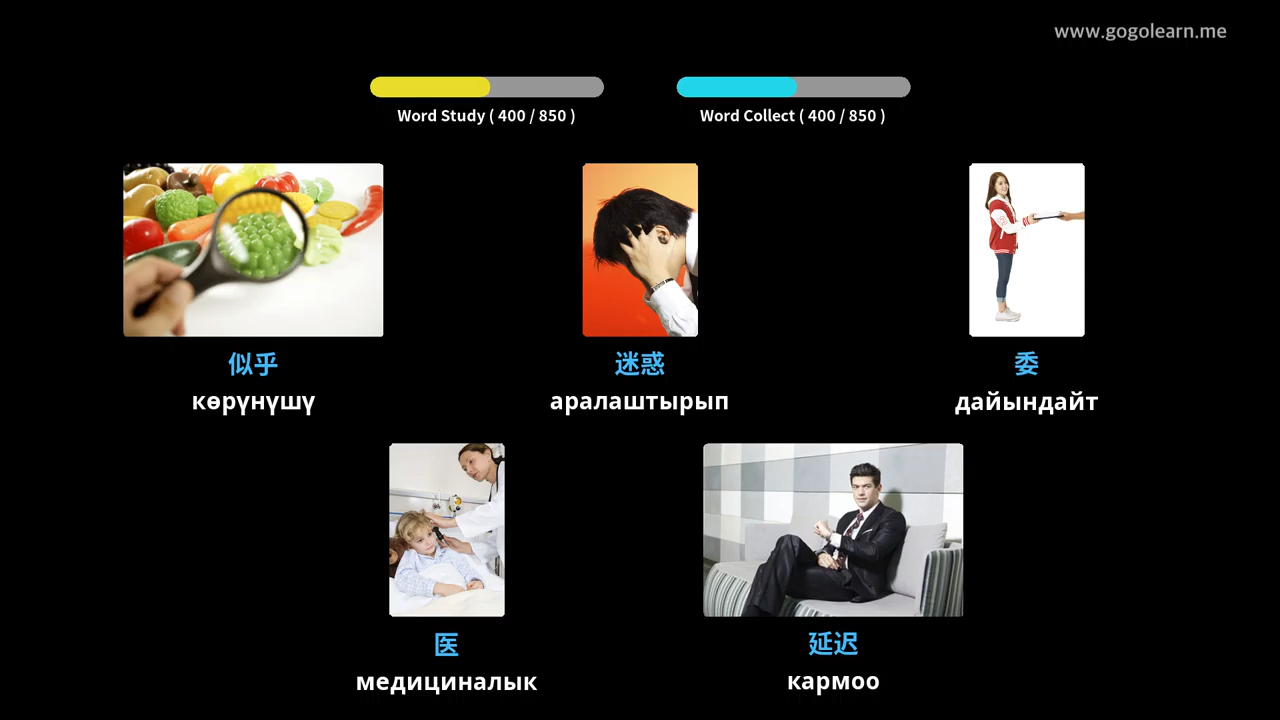 www.gogolearn.me
Word Study ( 400 / 850 )
Word Collect ( 400 / 850 )
似乎
көрүнүшү
迷惑
аралаштырып
委
дайындайт
医
медициналык
延迟
кармоо